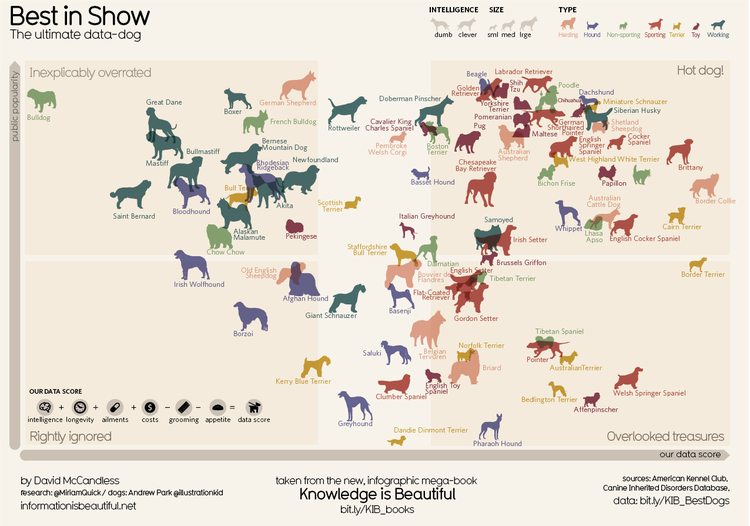 Best in Show
The ultimate data-dog
INTELLIGENCE
dumb clever
SIZE
sml med lrge
TYPE
Herding Hound Non-sporting Sporting Terrier Toy Working
public popularity
Inexplicably overrated
Hot dog!
Bulldog
Great Dane
Boxer
German Shepherd
French Bulldog
Mastiff
Bullmastiff
Bernese
Mountain Dog
Rhodesian
Ridgeback
Newfoundland
Bull Terrier
Bloodhound
Saint Bernard
Akita
Alaskan
Malamute
Chow Chow
Pekingese
Rottweiler
Doberman Pinscher
Cavalier King
Charles Spaniel
Pembroke
Welsh Corgi
Boston
Terrier
Pug
Basset Hound
Chesapeake
Bay Retriever
Scottish
Terrier
Italian Greyhound
Beagle
Labrador Retriever
Golden
Retriever
Shih
Tzu
Poodle
Yorkshire
Terrier
Chihuahua
Dachshund
Miniature Schnauzer
Siberian Husky
Pomeranian
Maltese
German
Shorthaired
Pointer
Shetland
Sheepdog
Australian
Shepherd
English
Springer
Spaniel
Cocker
Spaniel
Brittany
West Highland White Terrier
Bichon Frise
Papillon
Border Collie
Australian
Cattle Dog
Whippet
Lhasa
Apso
English Cocker Spaniel
Cairn Terrier
Samoyed
Irish Setter
Brussels Griffon
Staffordshire
Bull Terrier
Dalmatian
Irish Wolfhound
Old English
Sheepdog
Afghan Hound
Borzoi
Giant Schnauzer
Bouvier des
Flandres
English Setter
Tibetan Terrier
Border Terrier
Basenji
Flat-Coated
Retriever
Gordon Setter
Belgian
Tervuren
Saluki
Norfolk Terrier
Briard
Tibetan Spaniel
Pointer
Australian Terrier
Kerry Blue Terrier
Clumber Spaniel
English Toy
Spaniel
Welsh Springer Spaniel
Bedlington Terrier
Affenpinscher
Greyhound
Dandie Dinmont Terrier
Pharaoh Hound
OUR DATA SCORE
intelligence + longevity + ailments + costs - grooming - appetite = data score
Rightly ignored
Overlooked treasures
our data score
by David McCandless
research: @MiriamQuick / dogs: Andrew Park @illustrationkid
informationisbeautiful.net
taken from the new, infographic mega-book
Knowledge is Beautiful
bit.ly/KIB_books
sources: American Kennel Club,
Canine Inherited Disorders Database,
data: bit.ly/KIB_BestDogs